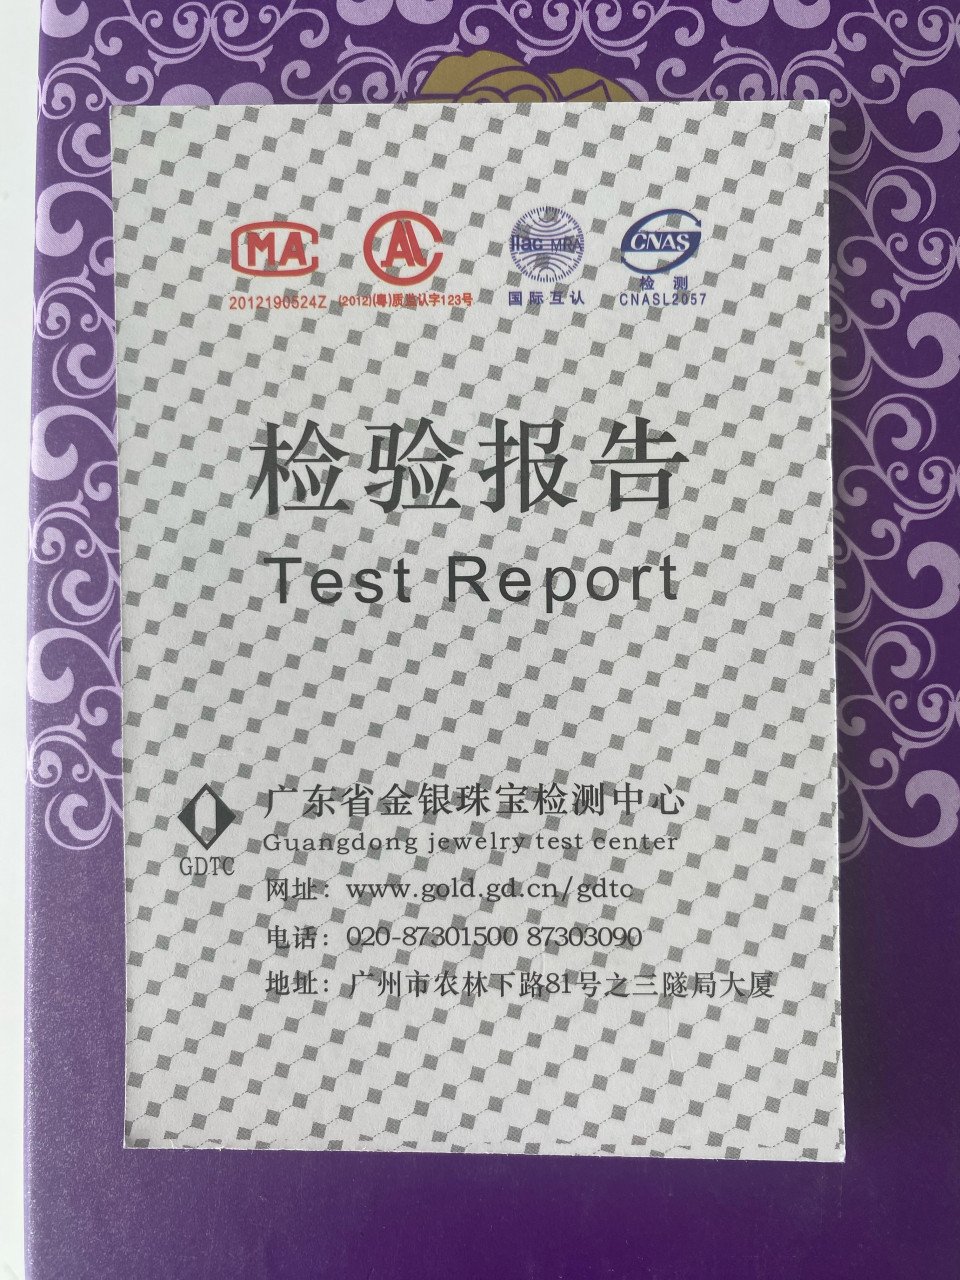 MA
2012190524Z
CAL
(2012)(粤)质监认字123号
ilac-MRA
国际互认
CNAS
检 测
CNASL2057
检验报告
Test Report
GDTC
广东省金银珠宝检测中心
Guangdong jewelry test center
网址：www.gold.gd.cn/gdtc
电话：020-87301500 87303090
地址：广州市农林下路81号之三隧局大厦